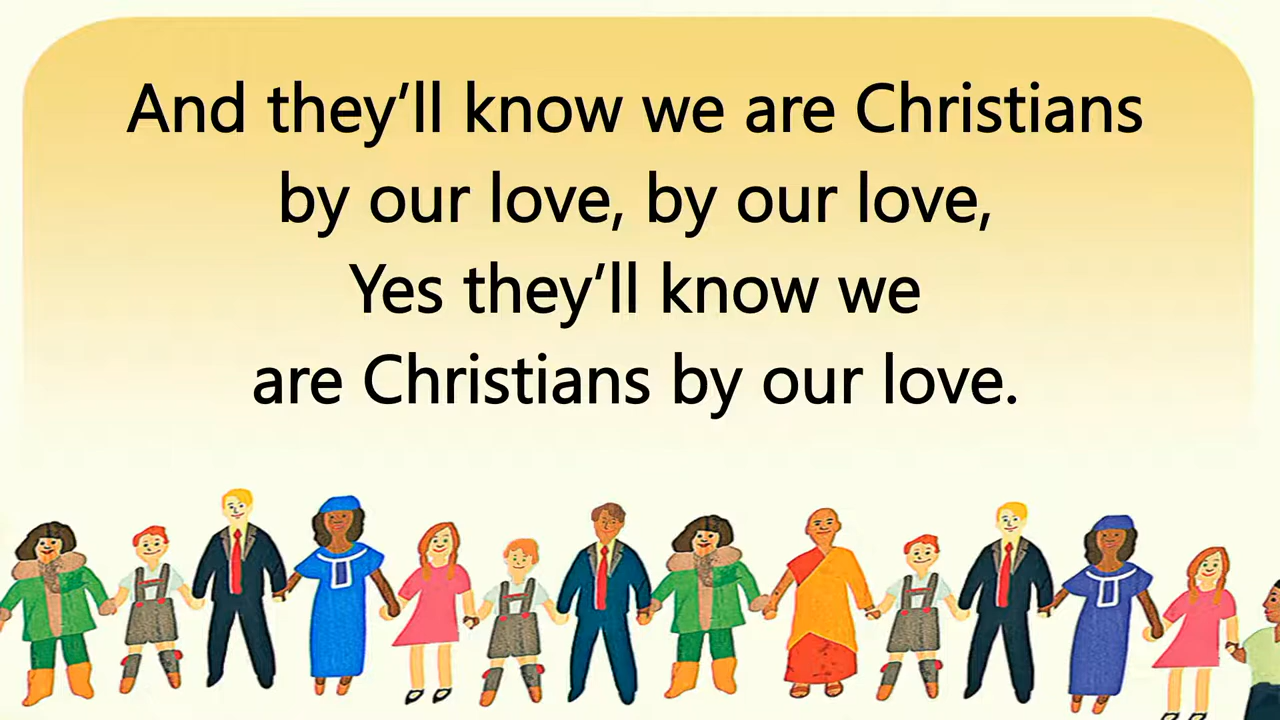 And they’ll know we are Christians
by our love, by our love,
Yes they’ll know we
are Christians by our love.